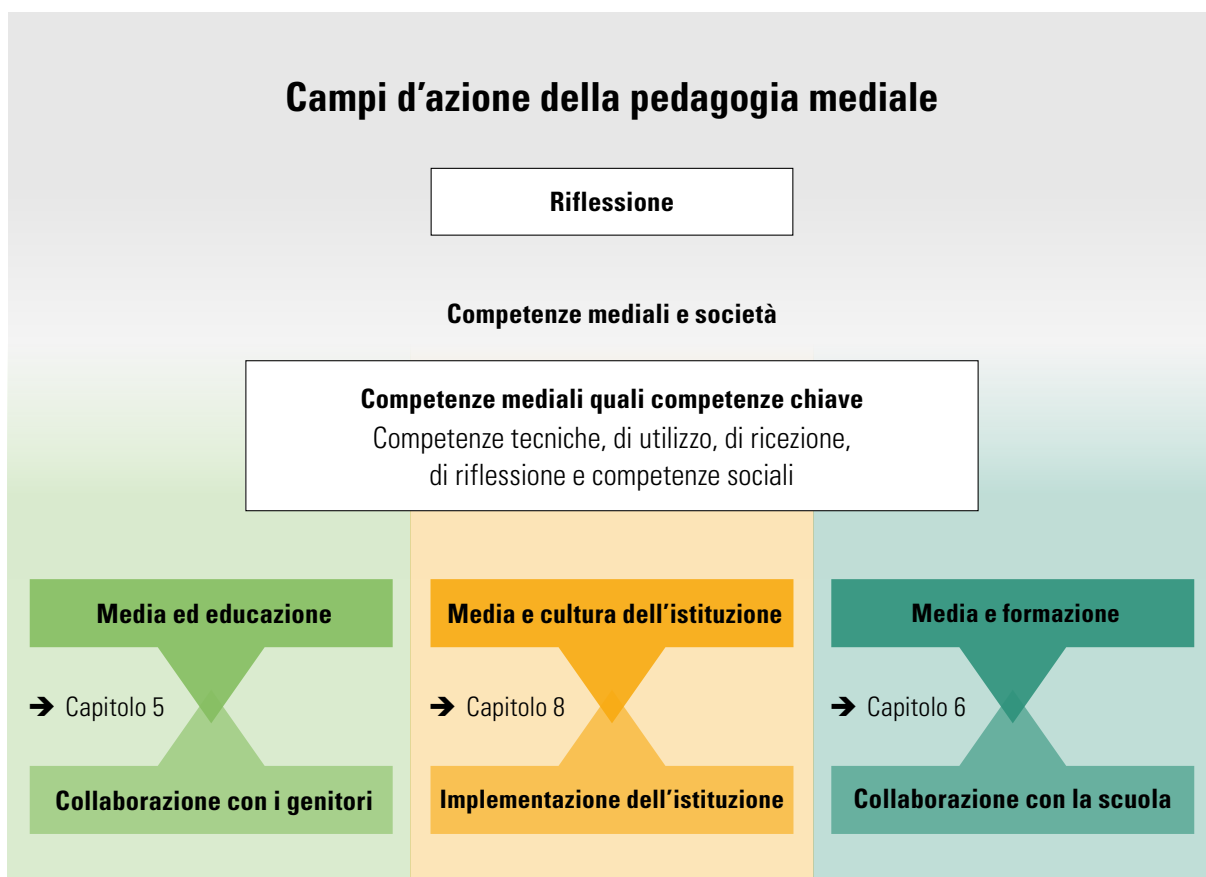 Campi d’azione della pedagogia mediale
Riflessione
Competenze mediali e società
Competenze mediali quali competenze chiave
Competenze tecniche, di utilizzo, di ricezione,
di riflessione e competenze sociali
Media ed educazione
➔ Capitolo 5
Collaborazione con i genitori
Media e cultura dell’istituzione
➔ Capitolo 8
Implementazione dell’istituzione
Media e formazione
➔ Capitolo 6
Collaborazione con la scuola